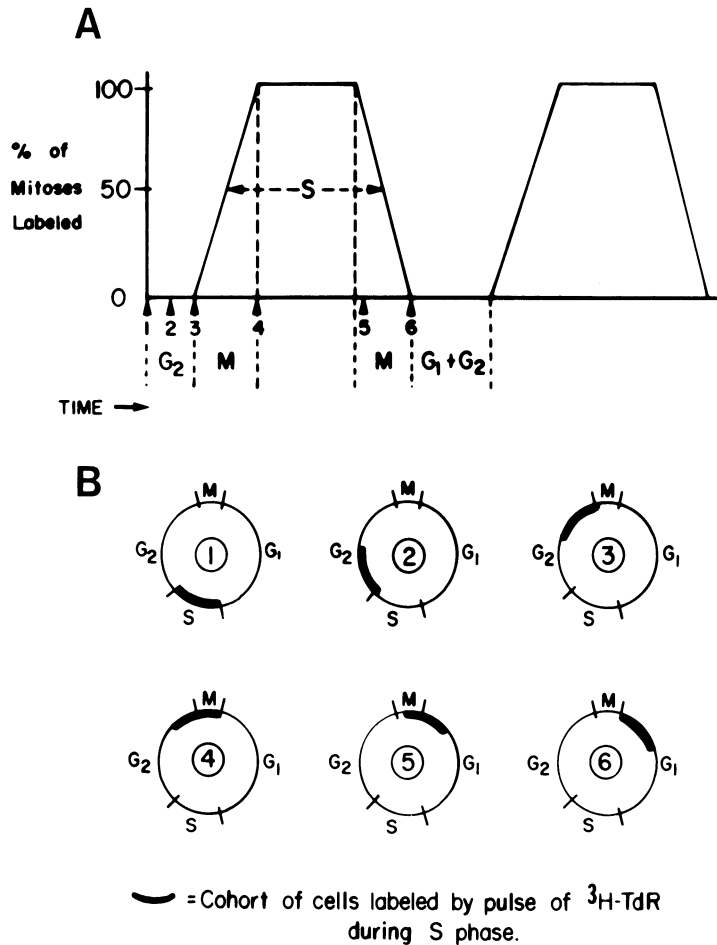 A
100
% of
Mitoses
Labeled
50
S
0
2 3 4 5 6
G₂ M M G₁ + G₂
TIME →
B
M
G₂ 1 G₁
S
M
G₂ 2 G₁
S
M
G₂ 3 G₁
S
M
G₂ 4 G₁
S
M
G₂ 5 G₁
S
M
G₂ 6 G₁
S
= Cohort of cells labeled by pulse of ³H-TdR
during S phase.